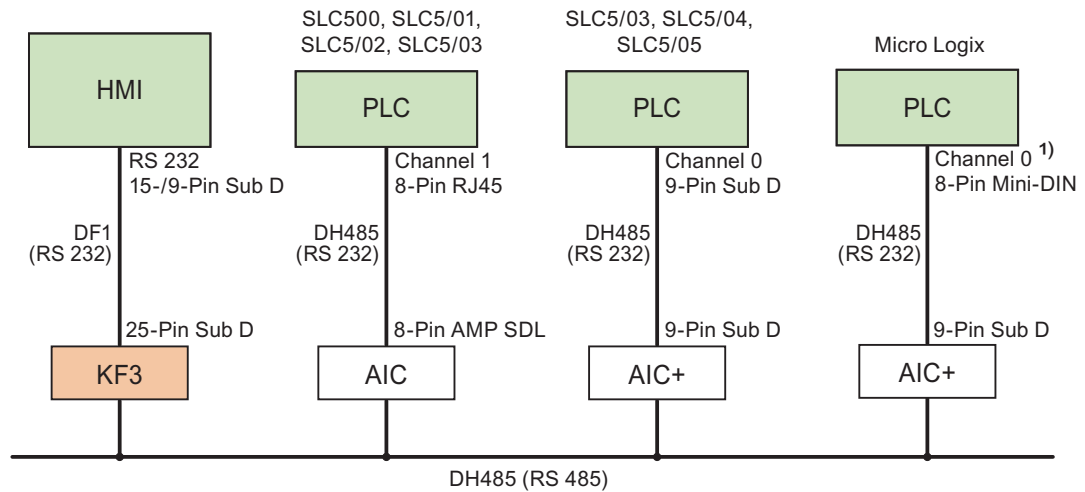 SLC500, SLC5/01,
SLC5/02, SLC5/03
SLC5/03, SLC5/04,
SLC5/05
Micro Logix
HMI
PLC
PLC
PLC
RS 232
15-/9-Pin Sub D
Channel 1
8-Pin RJ45
Channel 0
9-Pin Sub D
Channel 0 1)
8-Pin Mini-DIN
DF1
(RS 232)
DH485
(RS 232)
DH485
(RS 232)
DH485
(RS 232)
25-Pin Sub D
8-Pin AMP SDL
9-Pin Sub D
9-Pin Sub D
KF3
AIC
AIC+
AIC+
DH485 (RS 485)